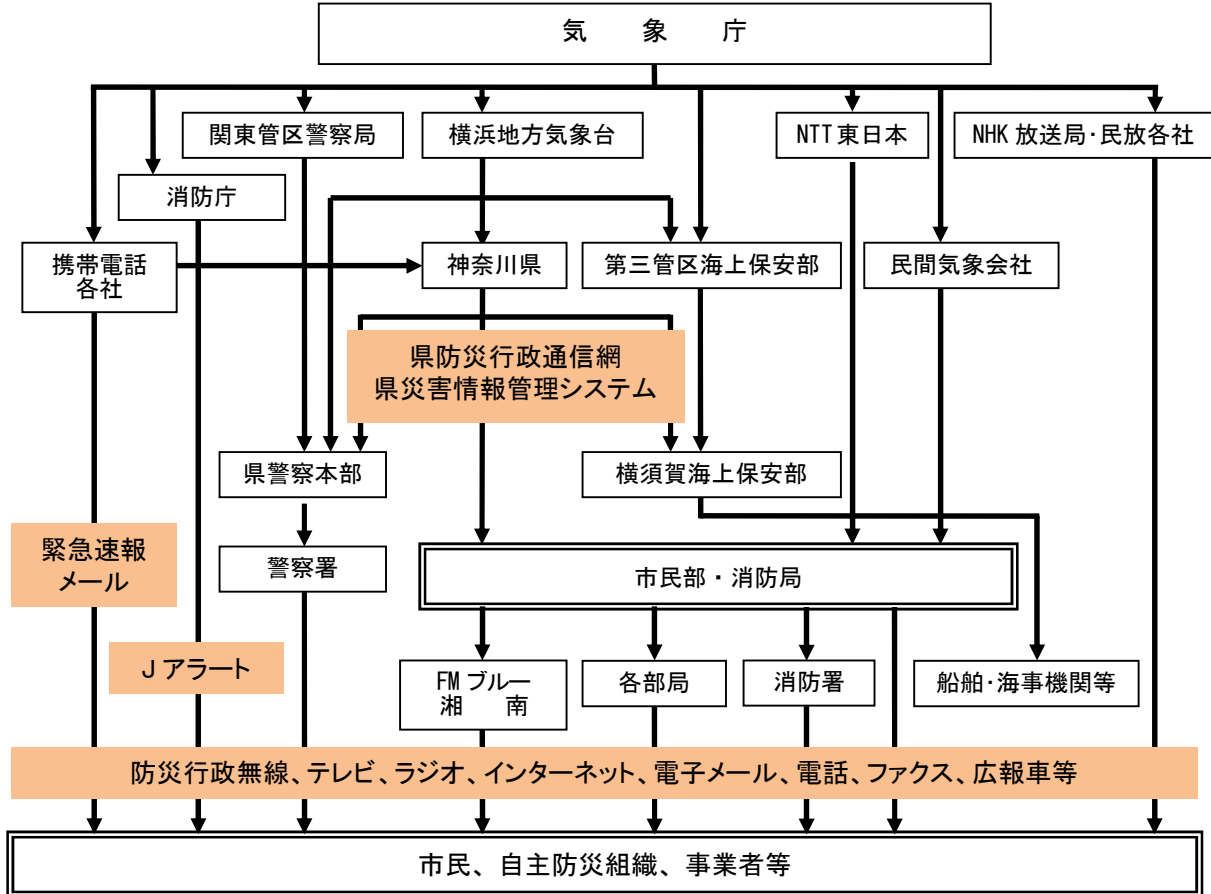 気 象 庁
関東管区警察局
横浜地方気象台
NTT東日本
NHK 放送局・民放各社
消防庁
携帯電話
各社
神奈川県
第三管区海上保安部
民間気象会社
県防災行政通信網
県災害情報管理システム
県警察本部
横須賀海上保安部
緊急速報
メール
警察署
市民部・消防局
Jアラート
FM ブルー
湘 南
各部局
消防署
船舶・海事機関等
防災行政無線、テレビ、ラジオ、インターネット、電子メール、電話、ファクス、広報車等
市民、自主防災組織、事業者等